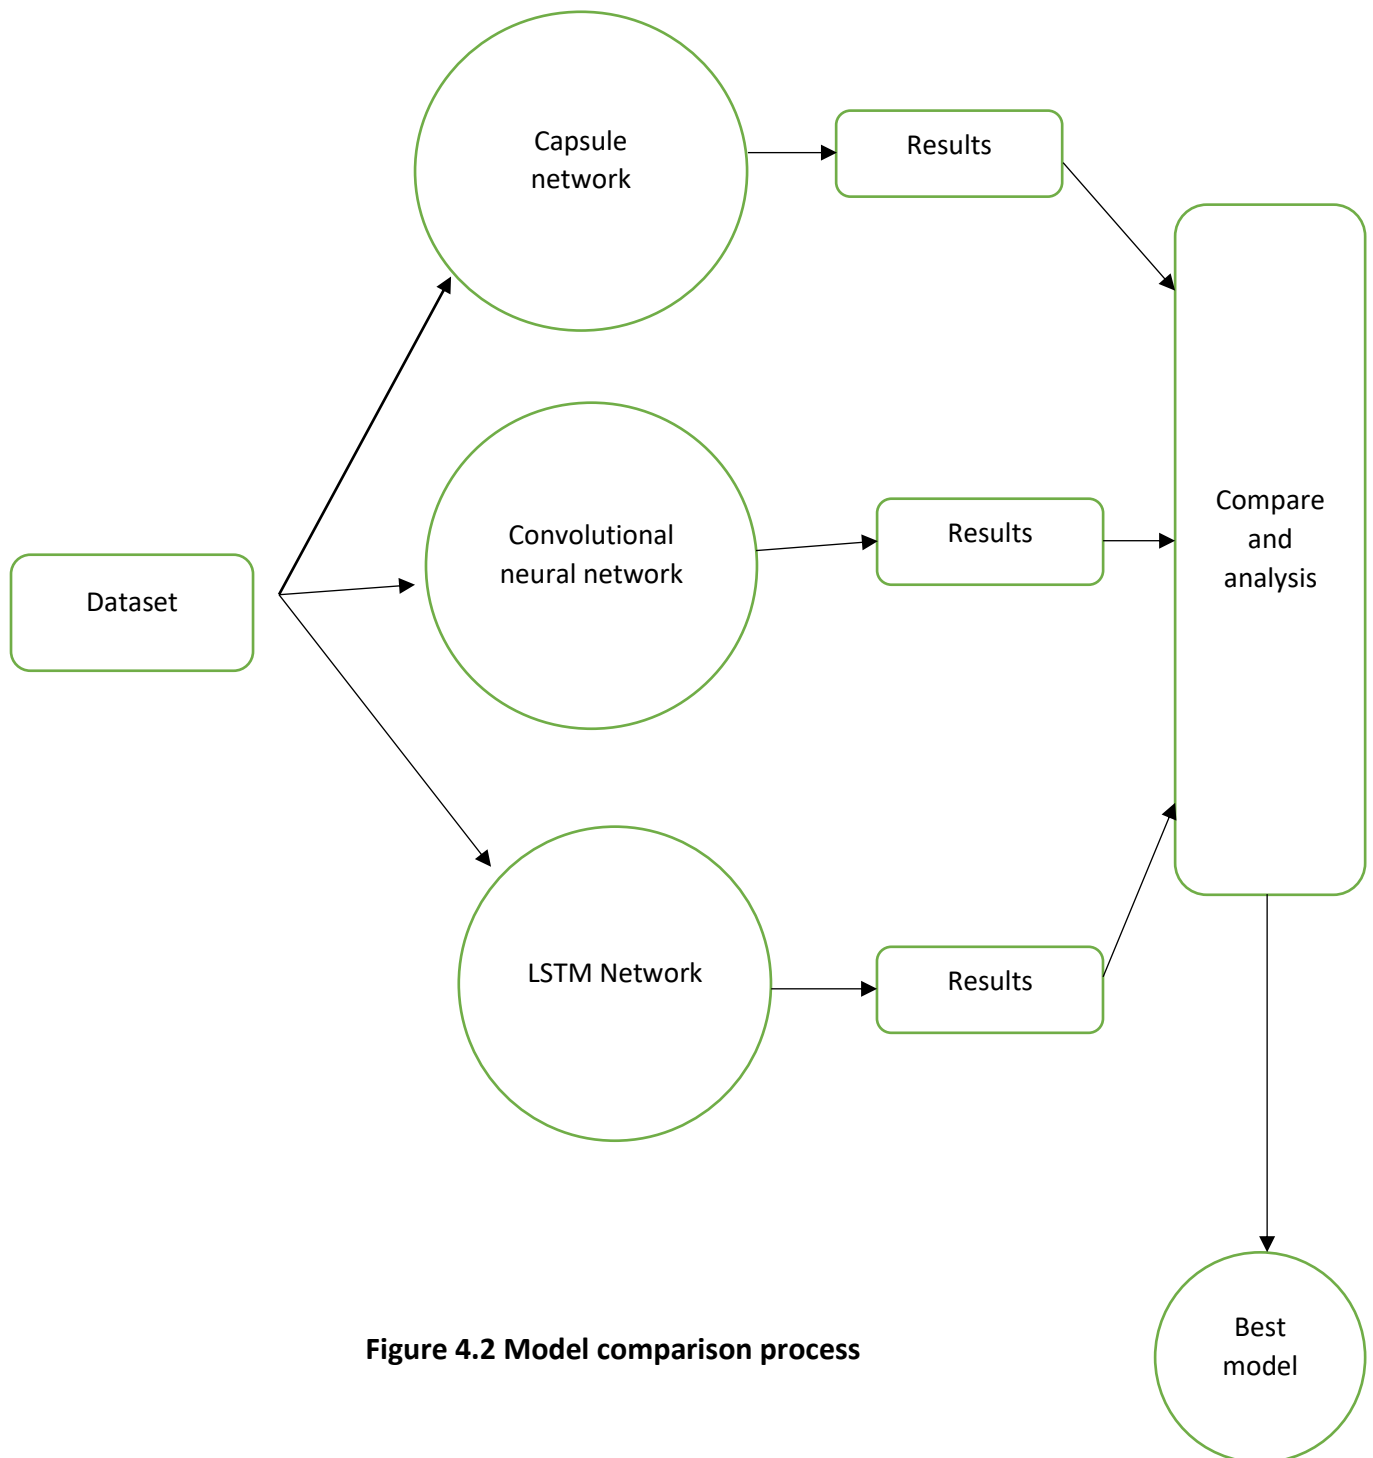 Capsule
network
Results
Convolutional
neural network
Results
Compare
and
analysis
Dataset
LSTM Network
Results
Best
model
Figure 4.2 Model comparison process